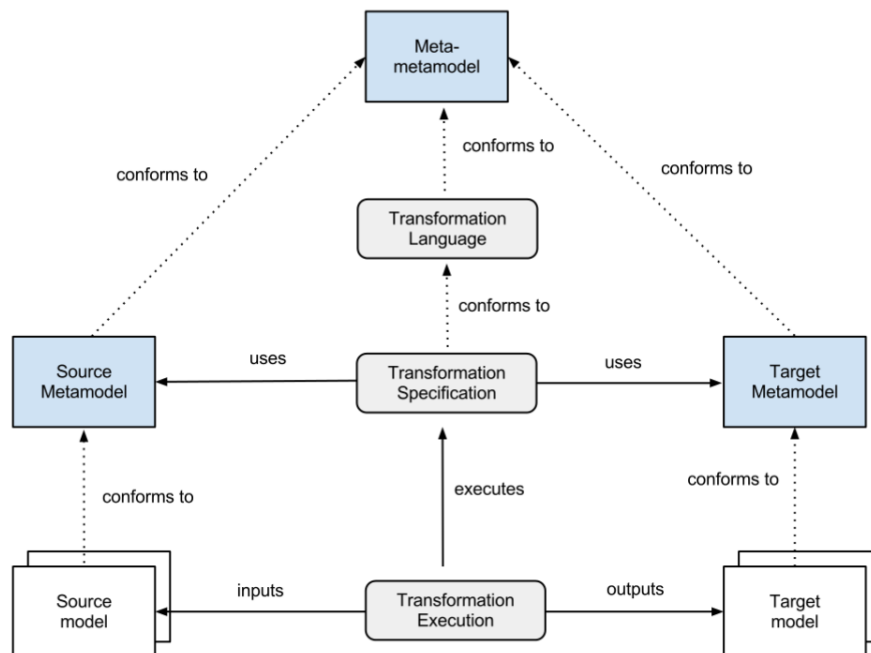 Meta-
metamodel
conforms to
conforms to
conforms to
Transformation
Language
conforms to
Source
Metamodel
uses
Transformation
Specification
uses
Target
Metamodel
conforms to
executes
conforms to
Source
model
inputs
Transformation
Execution
outputs
Target
model